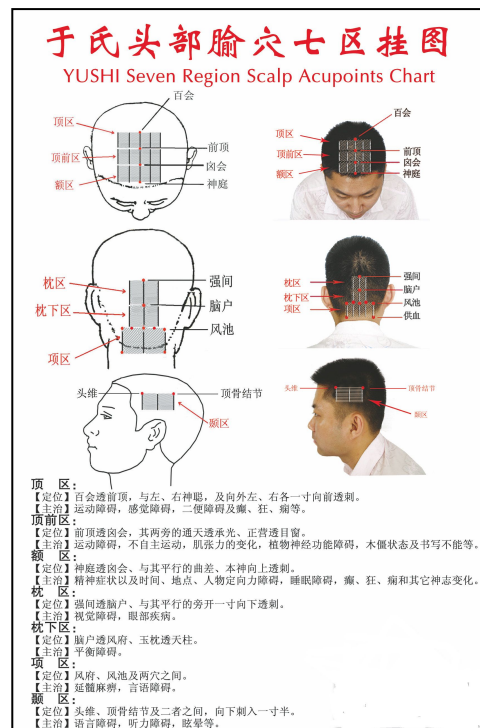 于氏头部腧穴七区挂图
YUSHI Seven Region Scalp Acupoints Chart
百会
顶区
前顶
顶前区
囟会
额区
神庭
百会
顶区
前顶
顶前区
囟会
额区
神庭
枕区
强间
枕下区
脑户
风池
项区
强间
枕区
脑户
枕下区
风池
项区
供血
头维
顶骨结节
颞区
头维
顶骨结节
颞区
顶 区：
【定位】百会透前顶，与左、右神聪，及向外左、右各一寸向前透刺。
【主治】运动障碍，感觉障碍，二便障碍及癫、狂、痫等。
顶前区：
【定位】前顶透囟会，其两旁的通天透承光、正营透目窗。
【主治】运动障碍，不自主运动，肌张力的变化，植物神经功能障碍，木僵状态及书写不能等。
额 区：
【定位】神庭透囟会、与其平行的曲差、本神向上透刺。
【主治】精神症状以及时间、地点、人物定向力障碍，睡眠障碍，癫、狂、痫和其它神志变化。
枕 区：
【定位】强间透脑户、与其平行的旁开一寸向下透刺。
【主治】视觉障碍，眼部疾病。
枕下区：
【定位】脑户透风府、玉枕透天柱。
【主治】平衡障碍。
项 区：
【定位】风府、风池及两穴之间。
【主治】延髓麻痹，言语障碍。
颞 区：
【定位】头维、顶骨结节及二者之间，向下刺入一寸半。
【主治】语言障碍，听力障碍，眩晕等。